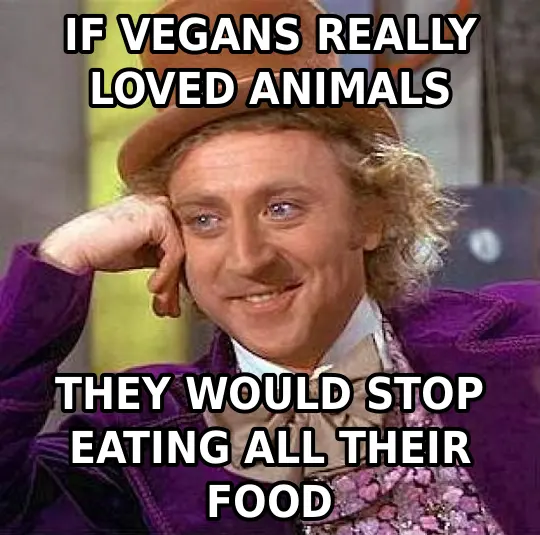 IF VEGANS REALLY
LOVED ANIMALS
THEY WOULD STOP
EATING ALL THEIR
FOOD